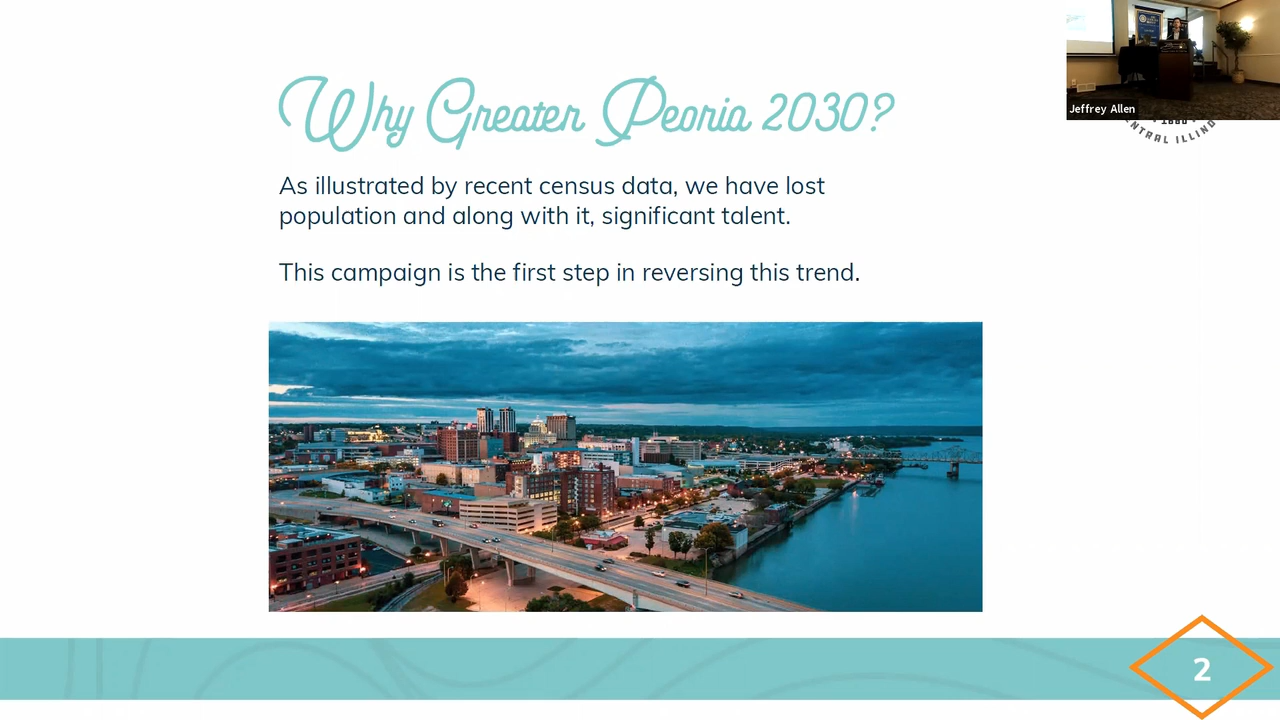 Why Greater Peoria 2030?
As illustrated by recent census data, we have lost
population and along with it, significant talent.
This campaign is the first step in reversing this trend.
Jeffrey Allen
2